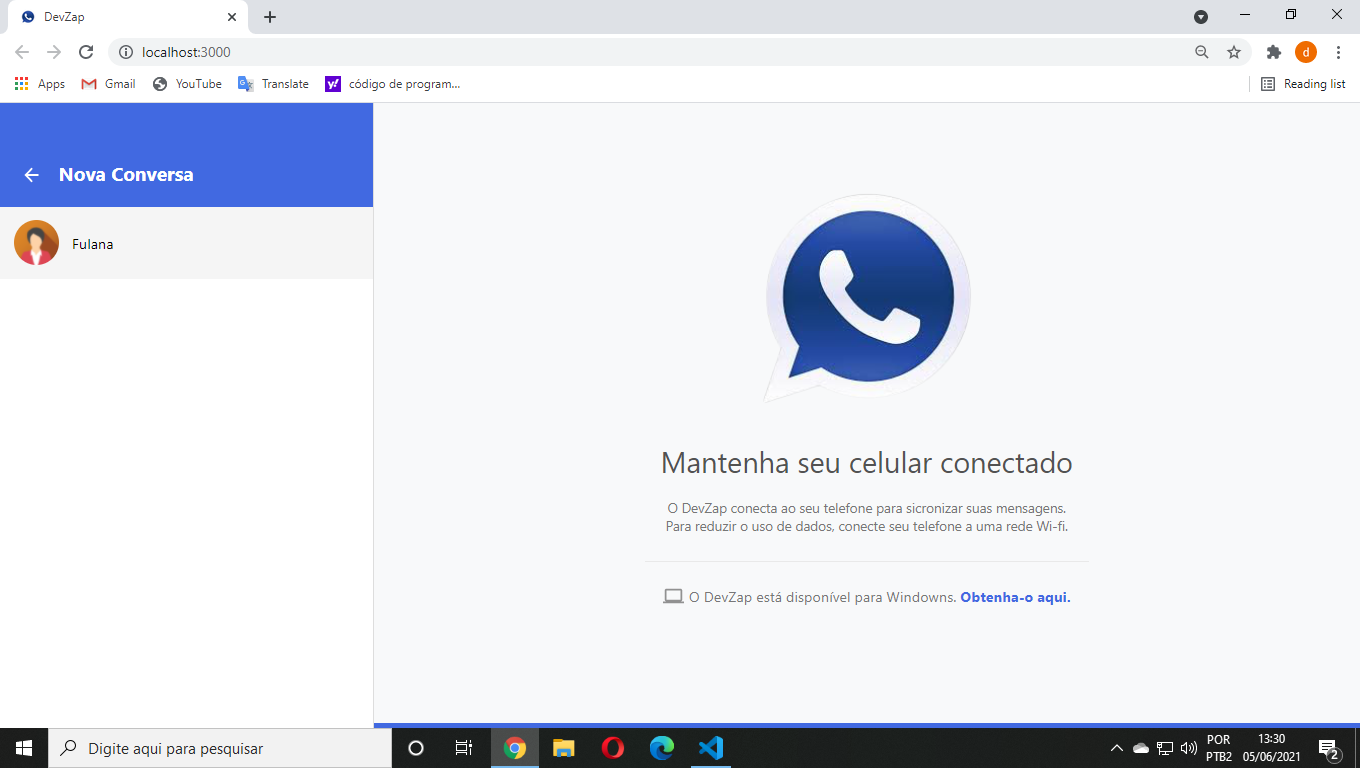 DevZap
localhost:3000
Apps
Gmail
YouTube
Translate
código de program...
Reading list
d
Nova Conversa
Fulana
Mantenha seu celular conectado
O DevZap conecta ao seu telefone para sicronizar suas mensagens.
Para reduzir o uso de dados, conecte seu telefone a uma rede Wi-fi.
O DevZap está disponível para Windowns. Obtenha-o aqui.
Digite aqui para pesquisar
POR
PTB2
13:30
05/06/2021
2